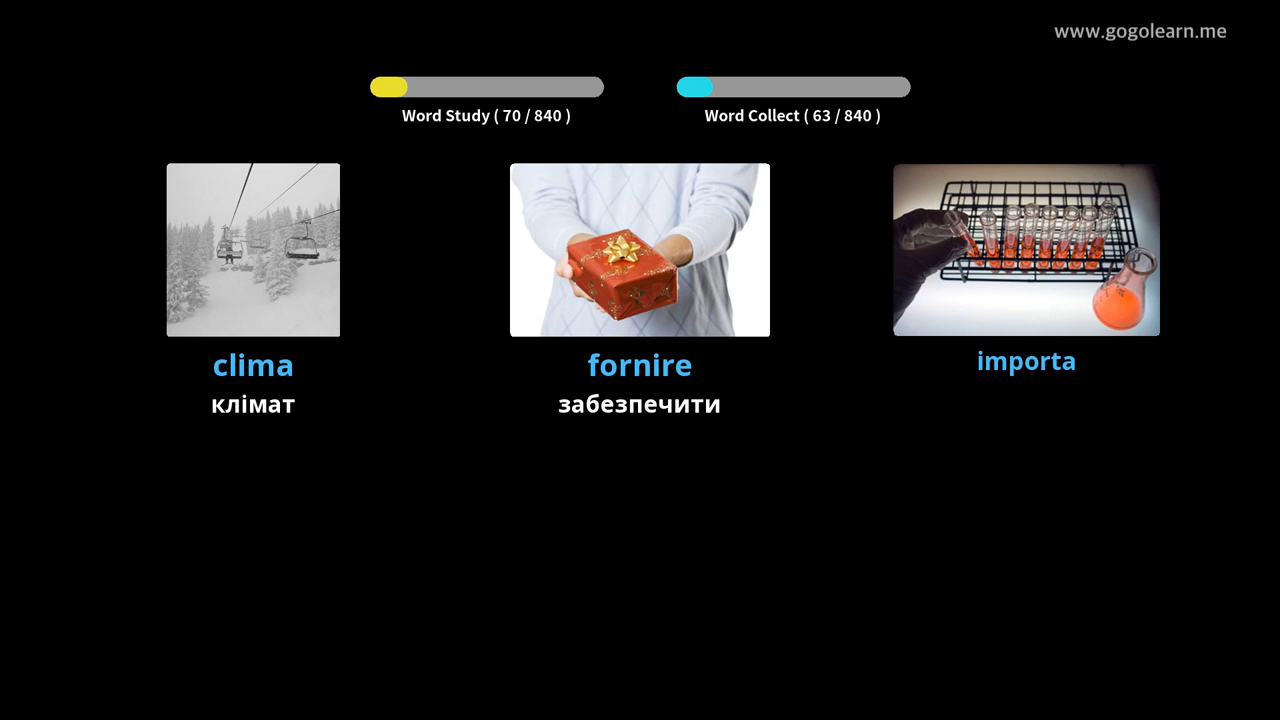 www.gogolearn.me
Word Study ( 70 / 840 )
Word Collect ( 63 / 840 )
clima
клімат
fornire
забезпечити
importa